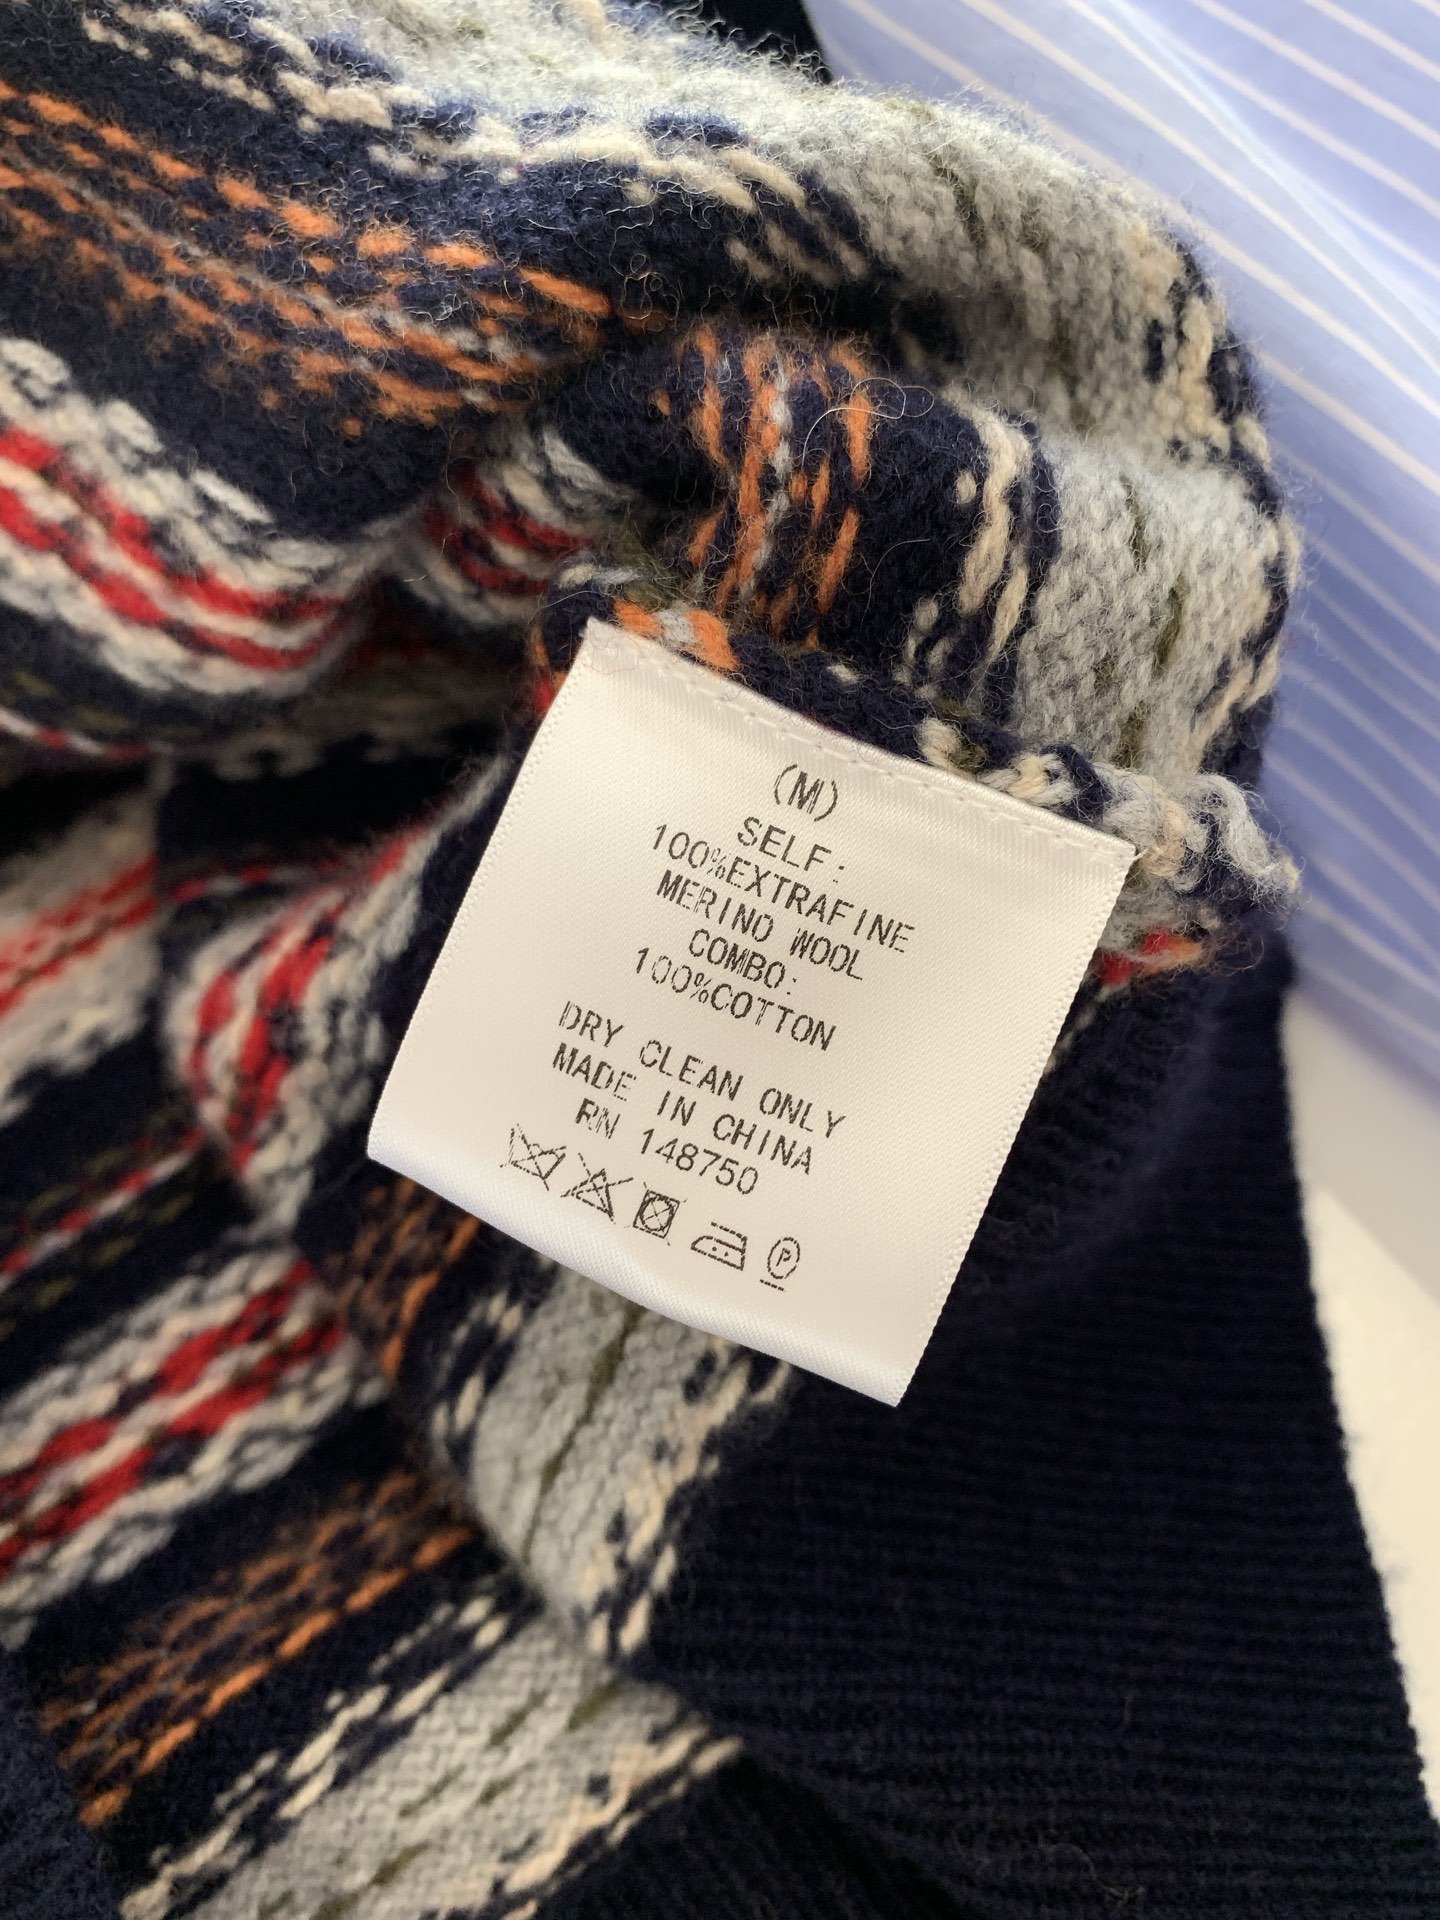 (M)
SELF:
100%EXTRAFINE
MERINO WOOL
COMBO:
100%COTTON
DRY CLEAN ONLY
MADE IN CHINA
RN 148750
P